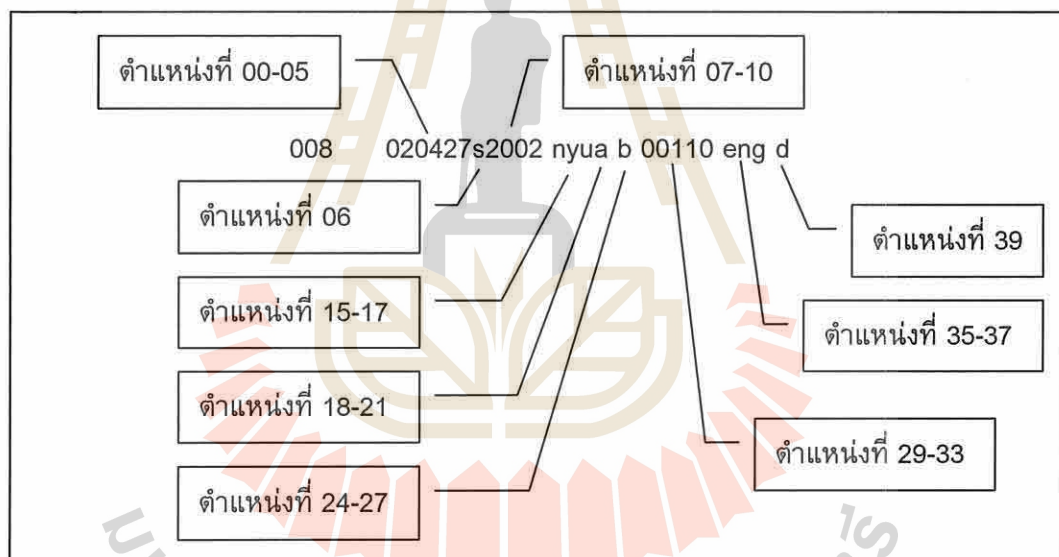 ตำแหน่งที่ 00-05
ตำแหน่งที่ 07-10
008 020427s2002 nyua b 00110 eng d
ตำแหน่งที่ 06
ตำแหน่งที่ 39
ตำแหน่งที่ 15-17
ตำแหน่งที่ 35-37
ตำแหน่งที่ 18-21
ตำแหน่งที่ 29-33
ตำแหน่งที่ 24-27